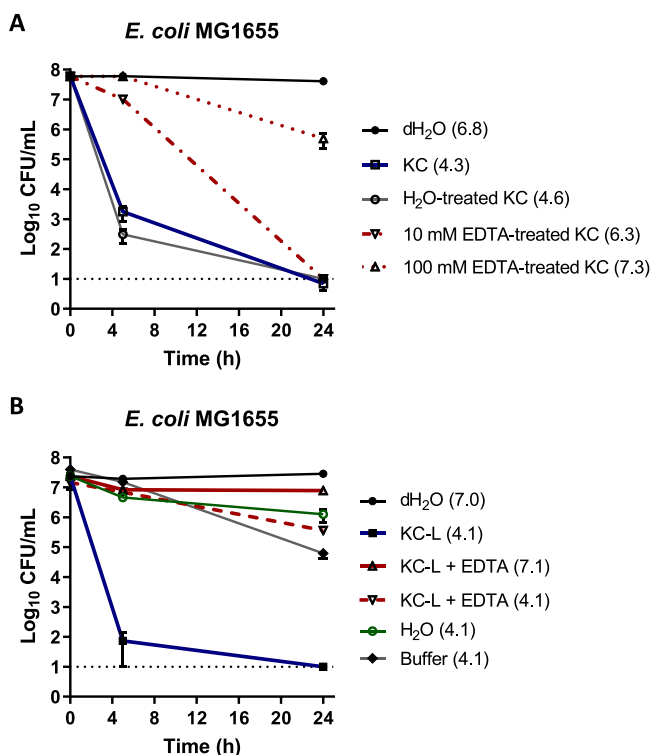 A
E. coli MG1655
8
7
6
5
4
3
2
1
0
Log10 CFU/mL
0 4 8 12 16 20 24
Time (h)
dH2O (6.8)
KC (4.3)
H2O-treated KC (4.6)
10 mM EDTA-treated KC (6.3)
100 mM EDTA-treated KC (7.3)
B
E. coli MG1655
8
7
6
5
4
3
2
1
0
Log10 CFU/mL
0 4 8 12 16 20 24
Time (h)
dH2O (7.0)
KC-L (4.1)
KC-L + EDTA (7.1)
KC-L + EDTA (4.1)
H2O (4.1)
Buffer (4.1)